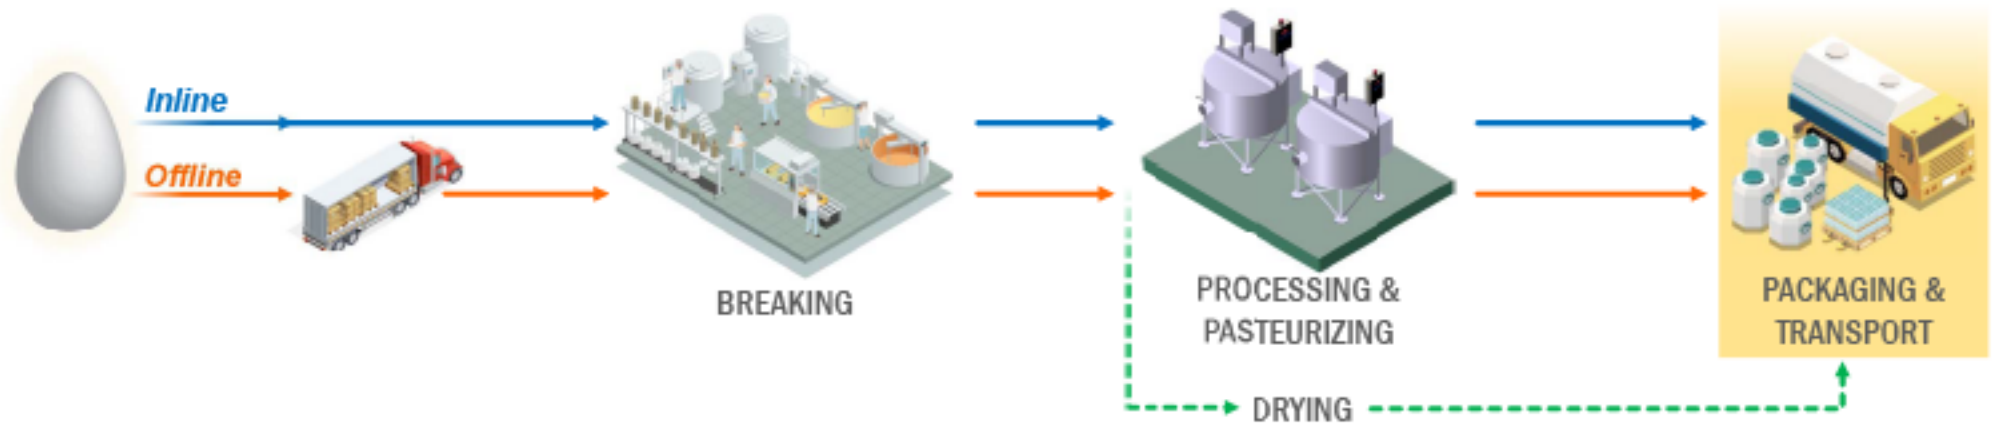 Inline
Offline
BREAKING
PROCESSING &
PASTEURIZING
PACKAGING &
TRANSPORT
DRYING